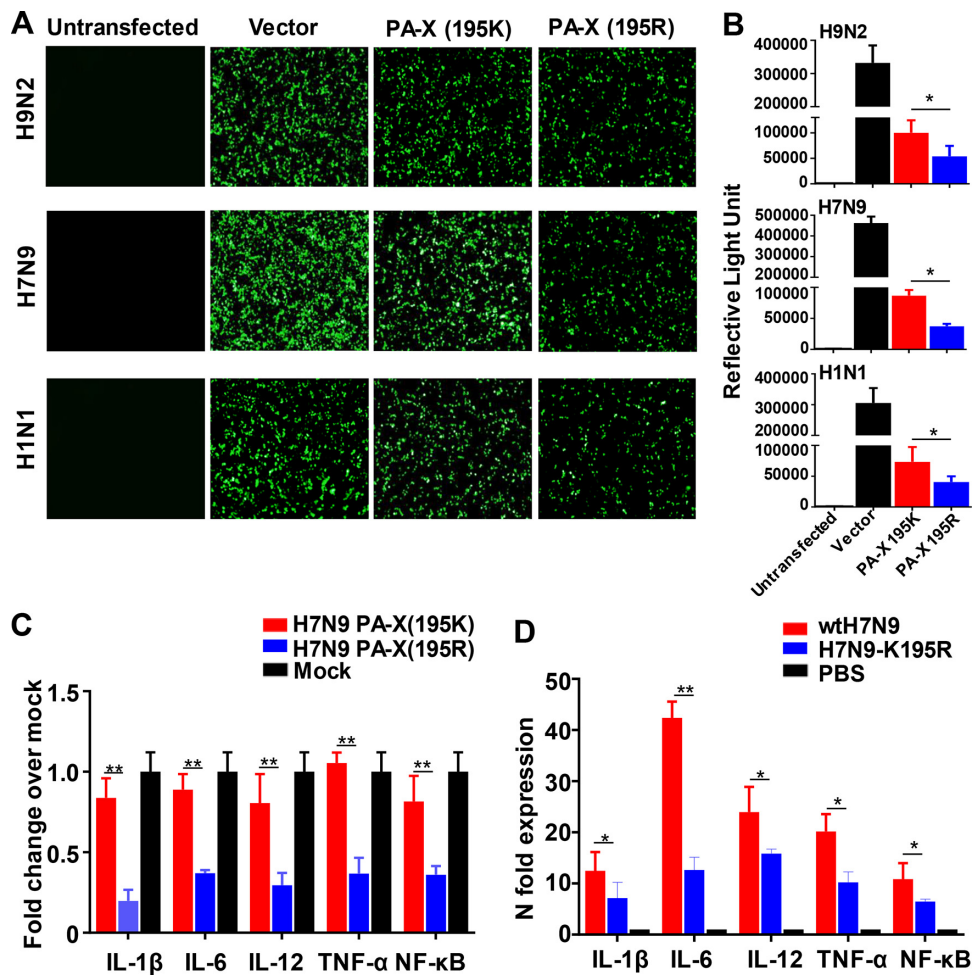 A
Untransfected Vector PA-X (195K) PA-X (195R)
H9N2
H7N9
H1N1
B
Reflective Light Unit
H9N2
400000
300000
200000
100000
50000
0
*
H7N9
500000
400000
300000
200000
100000
50000
0
*
H1N1
400000
300000
200000
100000
50000
0
*
Untransfected
Vector
PA-X 195K
PA-X 195R
C
H7N9 PA-X(195K)
H7N9 PA-X(195R)
Mock
Fold change over mock
1.5
1.0
0.5
0
** ** ** ** **
IL-1β IL-6 IL-12 TNF-α NF-κB
D
wtH7N9
H7N9-K195R
PBS
N fold expression
50
40
30
20
10
0
* ** * * *
IL-1β IL-6 IL-12 TNF-α NF-κB